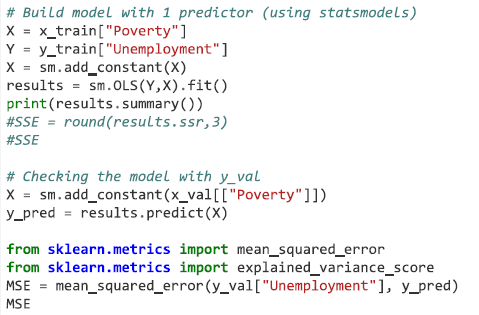 # Build model with 1 predictor (using statsmodels)
X = x_train["Poverty"]
Y = y_train["Unemployment"]
X = sm.add_constant(X)
results = sm.OLS(Y,X).fit()
print(results.summary())
#SSE = round(results.ssr,3)
#SSE
# Checking the model with y_val
X = sm.add_constant(x_val[["Poverty"]])
y_pred = results.predict(X)
from sklearn.metrics import mean_squared_error
from sklearn.metrics import explained_variance_score
MSE = mean_squared_error(y_val["Unemployment"], y_pred)
MSE